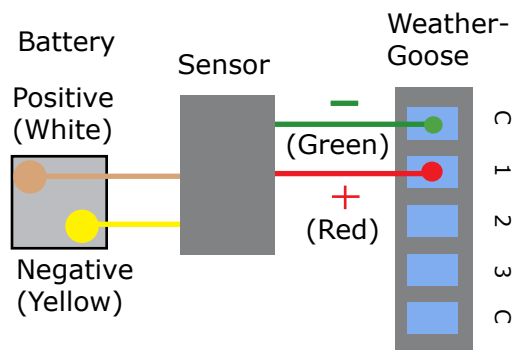 Battery
Positive
(White)
Negative
(Yellow)
Sensor
−
(Green)
+
(Red)
Weather-
Goose
C
1
2
3
C